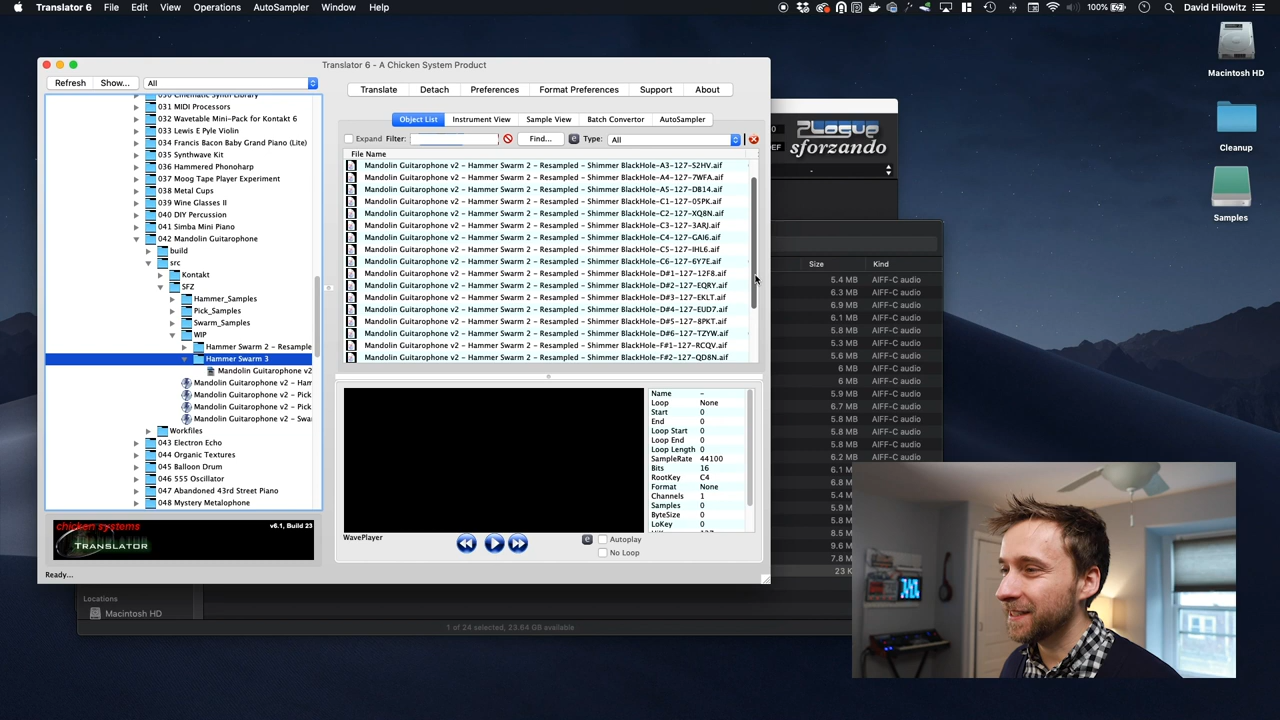 Translator 6 File Edit View Operations AutoSampler Window Help
100% David Hilowitz
Macintosh HD
Cleanup
Samples
Translator 6 - A Chicken System Product
Refresh Show... All
Translate Detach Preferences Format Preferences Support About
Object List Instrument View Sample View Batch Convertor AutoSampler
Expand Filter: Find... e Type: All
File Name
030 Cinematic Synth Library
031 MIDI Processors
032 Wavetable Mini-Pack for Kontakt 6
033 Lewis E Pyle Violin
034 Francis Bacon Baby Grand Piano (Lite)
035 Synthwave Kit
036 Hammered Phonoharp
037 Moog Tape Player Experiment
038 Metal Cups
039 Wine Glasses II
040 DIY Percussion
041 Simba Mini Piano
042 Mandolin Guitarophone
build
src
Kontakt
SFZ
Hammer_Samples
Pick_Samples
Swarm_Samples
WIP
Hammer Swarm 2 - Resample
Hammer Swarm 3
Mandolin Guitarophone v2
Mandolin Guitarophone v2 - Ham
Mandolin Guitarophone v2 - Pick
Mandolin Guitarophone v2 - Pick
Mandolin Guitarophone v2 - Swa
Workfiles
043 Electron Echo
044 Organic Textures
045 Balloon Drum
046 555 Oscillator
047 Abandoned 43rd Street Piano
048 Mystery Metalophone
Mandolin Guitarophone v2 - Hammer Swarm 2 - Resampled - Shimmer BlackHole-A3-127-S2HV.aif
Mandolin Guitarophone v2 - Hammer Swarm 2 - Resampled - Shimmer BlackHole-A4-127-7WFA.aif
Mandolin Guitarophone v2 - Hammer Swarm 2 - Resampled - Shimmer BlackHole-A5-127-DB14.aif
Mandolin Guitarophone v2 - Hammer Swarm 2 - Resampled - Shimmer BlackHole-C1-127-05PK.aif
Mandolin Guitarophone v2 - Hammer Swarm 2 - Resampled - Shimmer BlackHole-C2-127-XQ8N.aif
Mandolin Guitarophone v2 - Hammer Swarm 2 - Resampled - Shimmer BlackHole-C3-127-3ARJ.aif
Mandolin Guitarophone v2 - Hammer Swarm 2 - Resampled - Shimmer BlackHole-C4-127-GAI6.aif
Mandolin Guitarophone v2 - Hammer Swarm 2 - Resampled - Shimmer BlackHole-C5-127-IHL6.aif
Mandolin Guitarophone v2 - Hammer Swarm 2 - Resampled - Shimmer BlackHole-C6-127-6Y7E.aif
Mandolin Guitarophone v2 - Hammer Swarm 2 - Resampled - Shimmer BlackHole-D#1-127-12F8.aif
Mandolin Guitarophone v2 - Hammer Swarm 2 - Resampled - Shimmer BlackHole-D#2-127-EQRY.aif
Mandolin Guitarophone v2 - Hammer Swarm 2 - Resampled - Shimmer BlackHole-D#3-127-EKLT.aif
Mandolin Guitarophone v2 - Hammer Swarm 2 - Resampled - Shimmer BlackHole-D#4-127-EUD7.aif
Mandolin Guitarophone v2 - Hammer Swarm 2 - Resampled - Shimmer BlackHole-D#5-127-8PKT.aif
Mandolin Guitarophone v2 - Hammer Swarm 2 - Resampled - Shimmer BlackHole-D#6-127-TZYW.aif
Mandolin Guitarophone v2 - Hammer Swarm 2 - Resampled - Shimmer BlackHole-F#1-127-RCQV.aif
Mandolin Guitarophone v2 - Hammer Swarm 2 - Resampled - Shimmer BlackHole-F#2-127-QD8N.aif
Name -
Loop None
Start 0
End 0
Loop Start 0
Loop End 0
Loop Length 0
SampleRate 44100
Bits 16
RootKey C4
Format None
Channels 1
Samples 0
ByteSize 0
LoKey 0
WavePlayer
e Autoplay
No Loop
chicken systems
TRANSLATOR
v6.1, Build 23
Ready...
0
DEF
PLogue
sforzando
-
Size Kind
5.4 MB AIFF-C audio
6.3 MB AIFF-C audio
6.9 MB AIFF-C audio
6.1 MB AIFF-C audio
5.8 MB AIFF-C audio
5.3 MB AIFF-C audio
5.6 MB AIFF-C audio
6 MB AIFF-C audio
6 MB AIFF-C audio
5.9 MB AIFF-C audio
6.7 MB AIFF-C audio
5.8 MB AIFF-C audio
5.8 MB AIFF-C audio
5.8 MB AIFF-C audio
6.2 MB AIFF-C audio
Locations
Macintosh HD
1 of 24 selected, 23.64 GB available